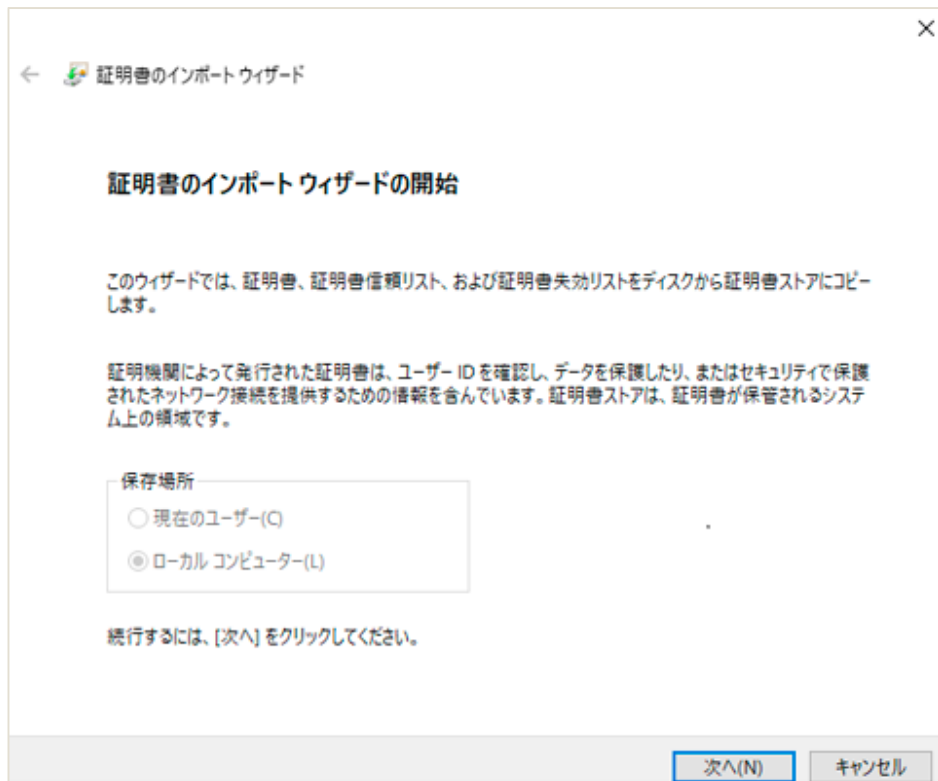 証明書のインポート ウィザード
証明書のインポート ウィザードの開始
このウィザードでは、証明書、証明書信頼リスト、および証明書失効リストをディスクから証明書ストアにコピー
します。
証明機関によって発行された証明書は、ユーザー ID を確認し、データを保護したり、またはセキュリティで保護
されたネットワーク接続を提供するための情報を含んでいます。証明書ストアは、証明書が保管されるシステ
ム上の領域です。
保存場所
現在のユーザー(C)
ローカル コンピューター(L)
続行するには、[次へ] をクリックしてください。
次へ(N)
キャンセル